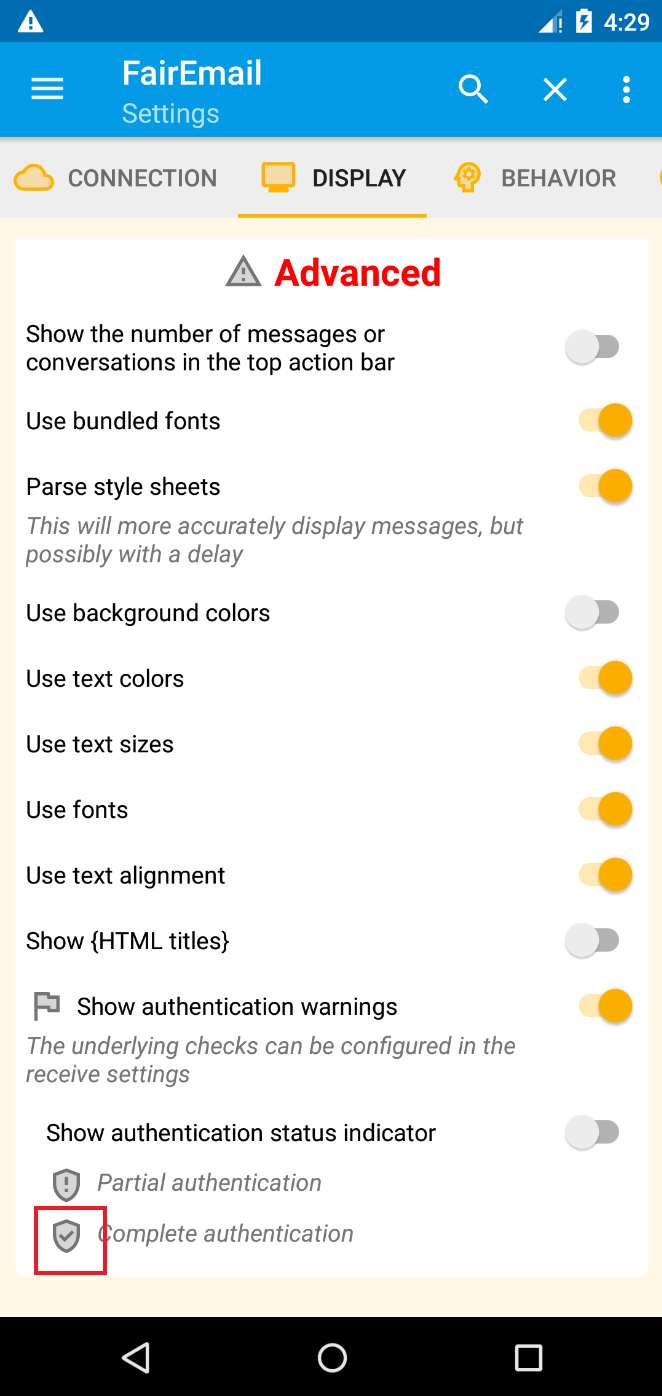 4:29
FairEmail
Settings
CONNECTION
DISPLAY
BEHAVIOR
Advanced
Show the number of messages or
conversations in the top action bar
Use bundled fonts
Parse style sheets
This will more accurately display messages, but
possibly with a delay
Use background colors
Use text colors
Use text sizes
Use fonts
Use text alignment
Show {HTML titles}
Show authentication warnings
The underlying checks can be configured in the
receive settings
Show authentication status indicator
Partial authentication
Complete authentication